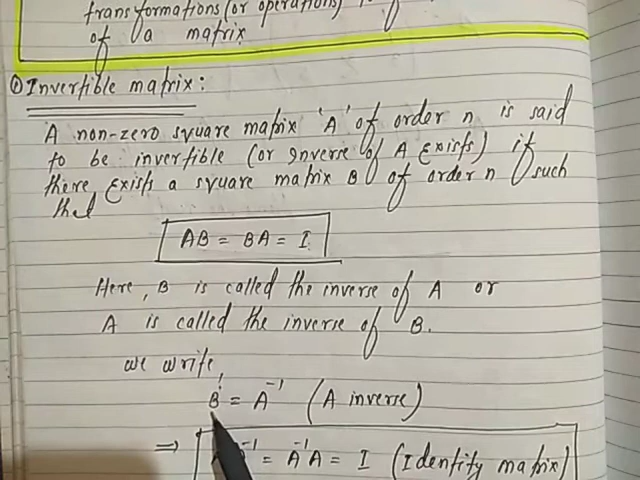 transformations (or operations)
of a matrix
① Invertible matrix:
A non-zero square matrix 'A' of order n is said
to be invertible (or Inverse of A Exists) if
there Exists a square matrix B of order n such
that
AB = BA = I.
Here, B is called the inverse of A or
A is called the inverse of B.
we write,
B = A⁻¹ (A inverse)
⇒ ⁻¹ = A⁻¹A = I (Identity matrix)